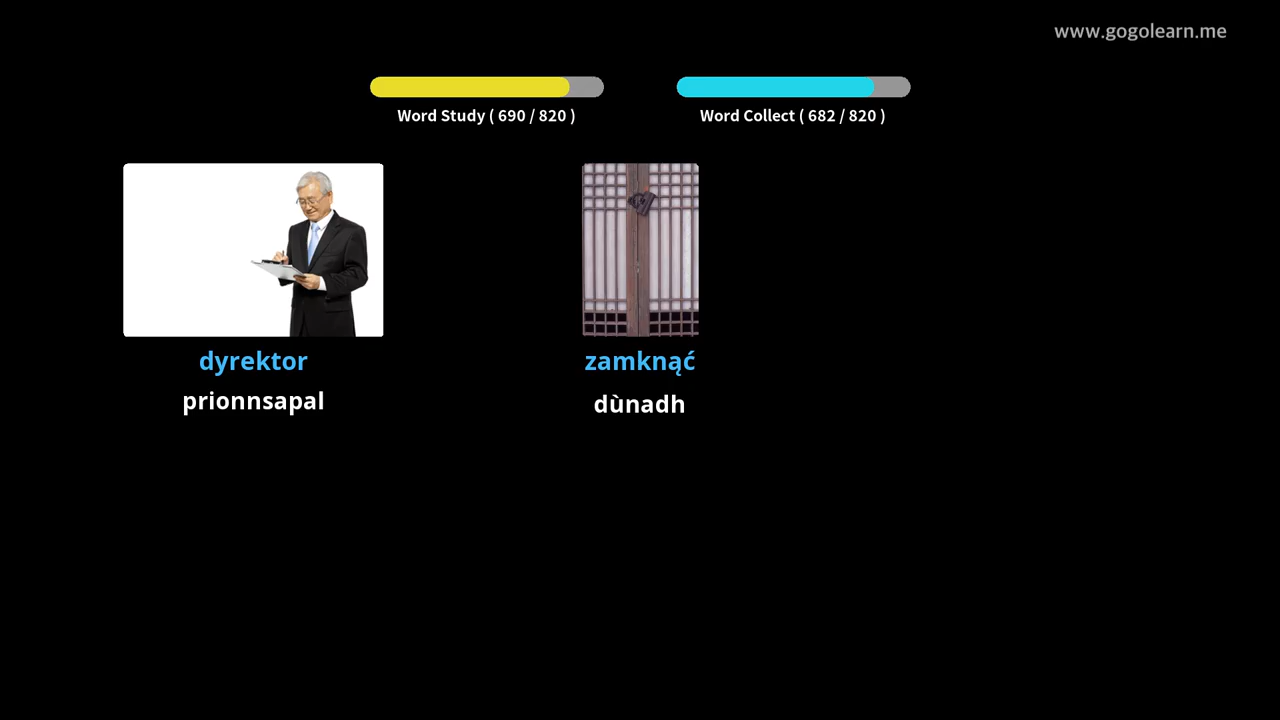 www.gogolearn.me
Word Study ( 690 / 820 )
Word Collect ( 682 / 820 )
dyrektor
prionnsapal
zamknąć
dùnadh